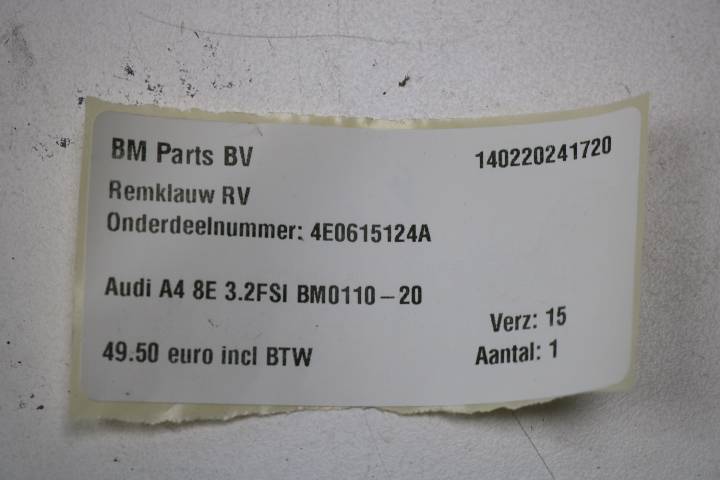 BM Parts BV 140220241720
Remklauw RV
Onderdeelnummer: 4E0615124A
Audi A4 8E 3.2FSI BM0110-20
Verz: 15
49.50 euro incl BTW Aantal: 1